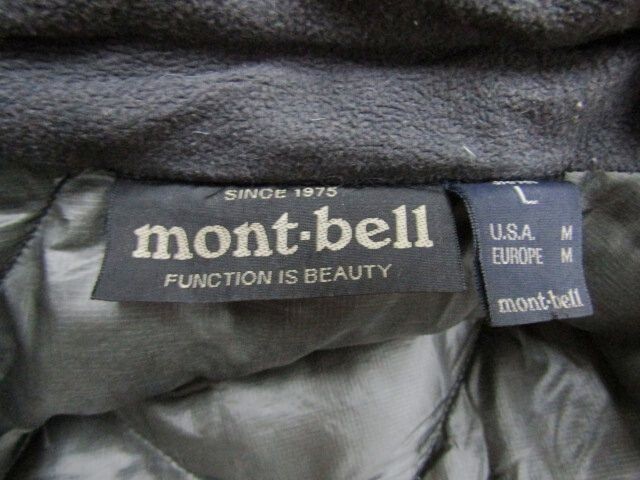 SINCE 1975
mont-bell
FUNCTION IS BEAUTY
L
U.S.A. M
EUROPE M
mont-bell